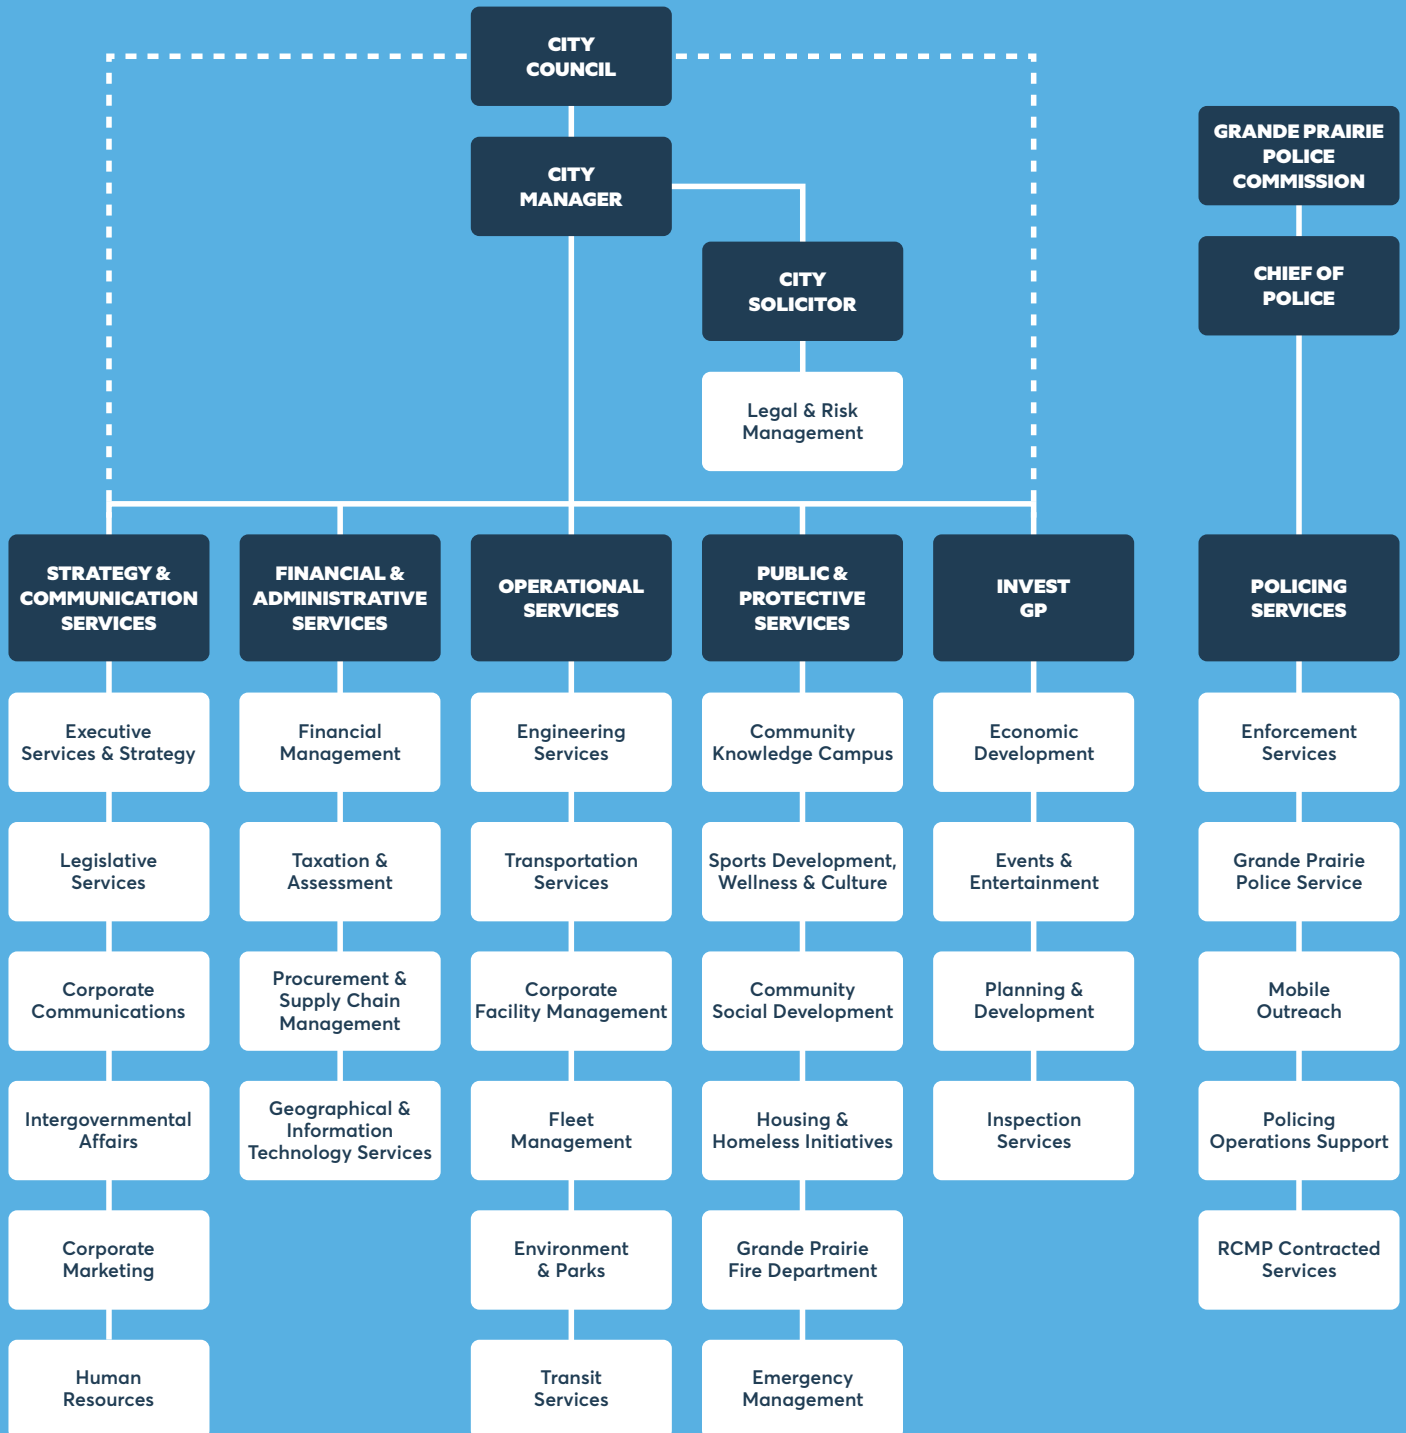 CITY
COUNCIL
CITY
MANAGER
CITY
SOLICITOR
Legal & Risk
Management
GRANDE PRAIRIE
POLICE
COMMISSION
CHIEF OF
POLICE
STRATEGY &
COMMUNICATION
SERVICES
Executive
Services & Strategy
Legislative
Services
Corporate
Communications
Intergovernmental
Affairs
Corporate
Marketing
Human
Resources
FINANCIAL &
ADMINISTRATIVE
SERVICES
Financial
Management
Taxation &
Assessment
Procurement &
Supply Chain
Management
Geographical &
Information
Technology Services
OPERATIONAL
SERVICES
Engineering
Services
Transportation
Services
Corporate
Facility Management
Fleet
Management
Environment
& Parks
Transit
Services
PUBLIC &
PROTECTIVE
SERVICES
Community
Knowledge Campus
Sports Development,
Wellness & Culture
Community
Social Development
Housing &
Homeless Initiatives
Grande Prairie
Fire Department
Emergency
Management
INVEST
GP
Economic
Development
Events &
Entertainment
Planning &
Development
Inspection
Services
POLICING
SERVICES
Enforcement
Services
Grande Prairie
Police Service
Mobile
Outreach
Policing
Operations Support
RCMP Contracted
Services